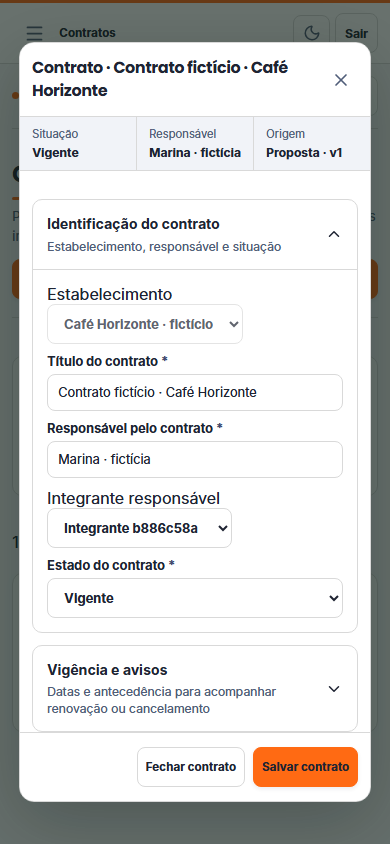 Contratos
Sair
Contrato · Contrato fictício · Café
Horizonte
Situação
Vigente
Responsável
Marina · fictícia
Origem
Proposta · v1
Identificação do contrato
Estabelecimento, responsável e situação
Estabelecimento
Café Horizonte · fictício
Título do contrato *
Contrato fictício · Café Horizonte
Responsável pelo contrato *
Marina · fictícia
Integrante responsável
Integrante b886c58a
Estado do contrato *
Vigente
Vigência e avisos
Datas e antecedência para acompanhar
renovação ou cancelamento
Fechar contrato
Salvar contrato